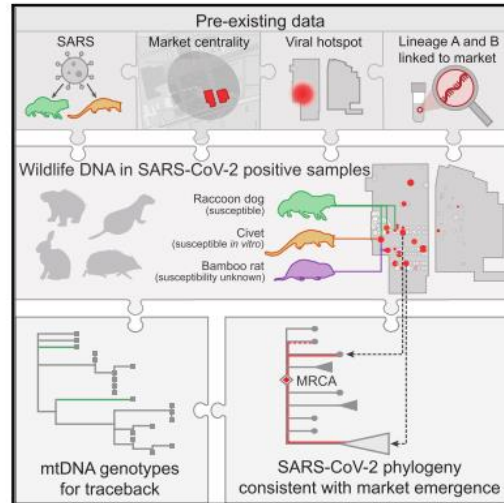 Pre-existing data
SARS
Market centrality
Viral hotspot
Lineage A and B
linked to market
Wildlife DNA in SARS-CoV-2 positive samples
Raccoon dog
(susceptible)
Civet
(susceptible in vitro)
Bamboo rat
(susceptibility unknown)
MRCA
mtDNA genotypes
for traceback
SARS-CoV-2 phylogeny
consistent with market emergence